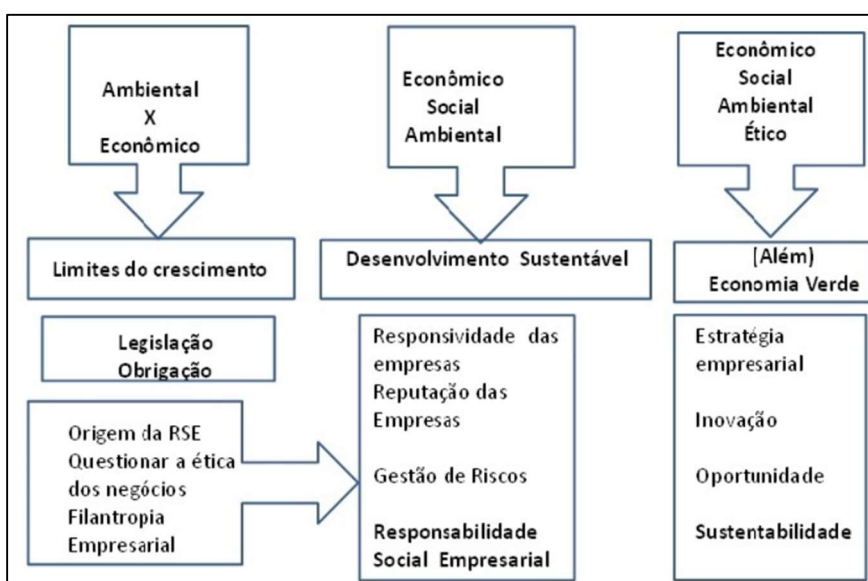 Ambiental
X
Econômico
Limites do crescimento
Legislação
Obrigação
Origem da RSE
Questionar a ética
dos negócios
Filantropia
Empresarial
Econômico
Social
Ambiental
Desenvolvimento Sustentável
Responsividade das
empresas
Reputação das
Empresas
Gestão de Riscos
Responsabilidade
Social Empresarial
Econômico
Social
Ambiental
Ético
(Além)
Economia Verde
Estratégia
empresarial
Inovação
Oportunidade
Sustentabilidade